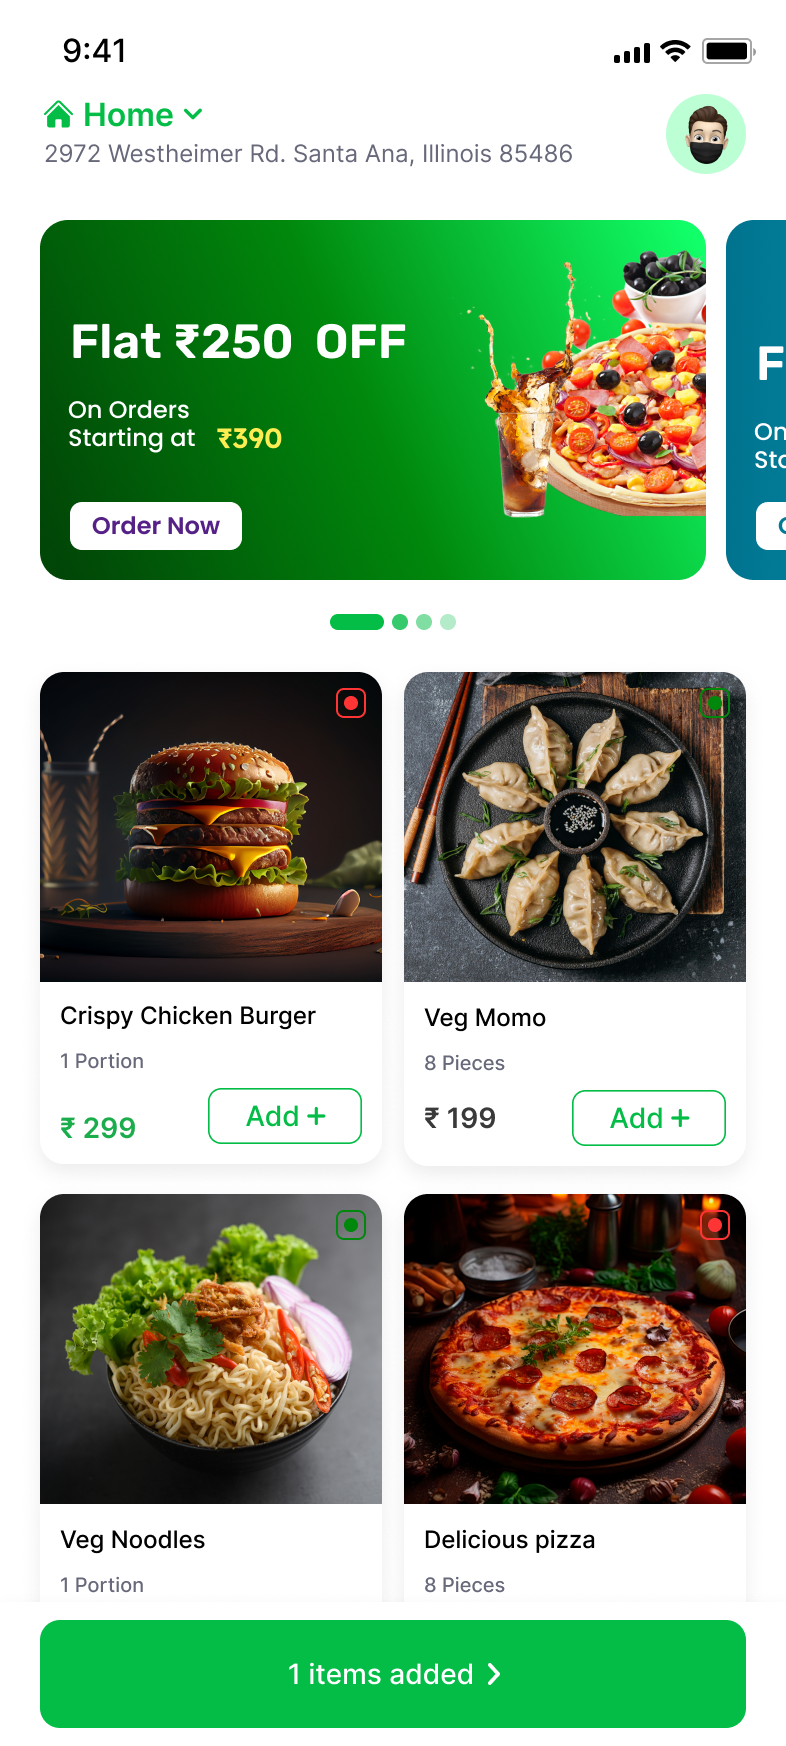 9:41
Home
2972 Westheimer Rd. Santa Ana, Illinois 85486
Flat ₹250 OFF
On Orders
Starting at ₹390
Order Now
F
On
Sta
Crispy Chicken Burger
1 Portion
₹ 299
Add +
Veg Momo
8 Pieces
₹ 199
Add +
Veg Noodles
1 Portion
Delicious pizza
8 Pieces
1 items added